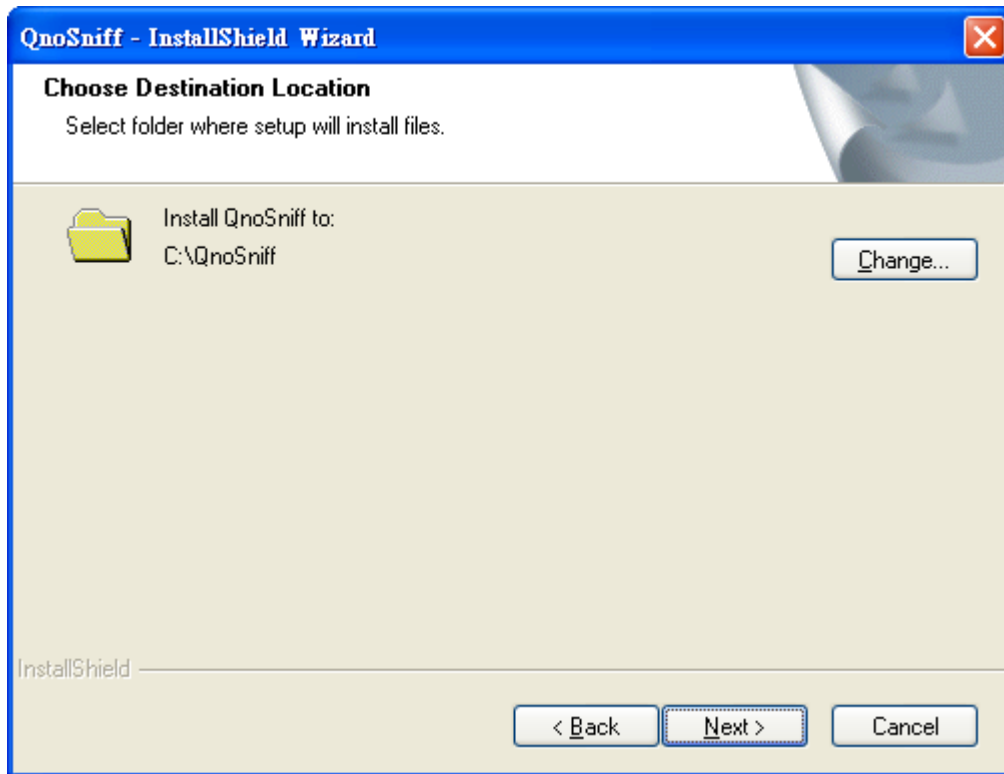 QnoSniff - InstallShield Wizard
Choose Destination Location
Select folder where setup will install files.
Install QnoSniff to:
C:\QnoSniff
Change...
InstallShield
< Back
Next >
Cancel